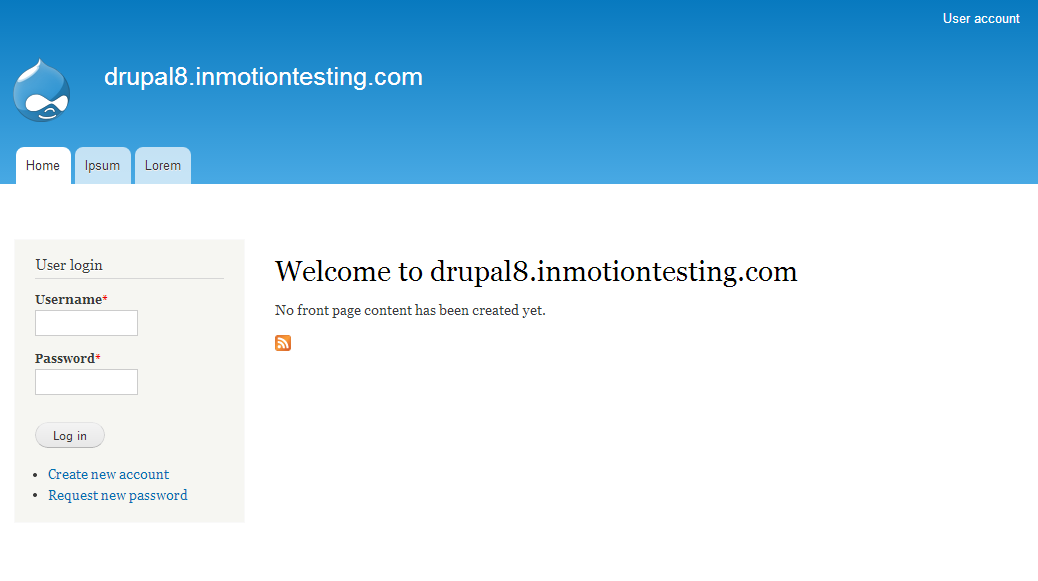 User account
drupal8.inmotiontesting.com
Home Ipsum Lorem
User login
Username*
Password*
Log in
Create new account
Request new password
Welcome to drupal8.inmotiontesting.com
No front page content has been created yet.